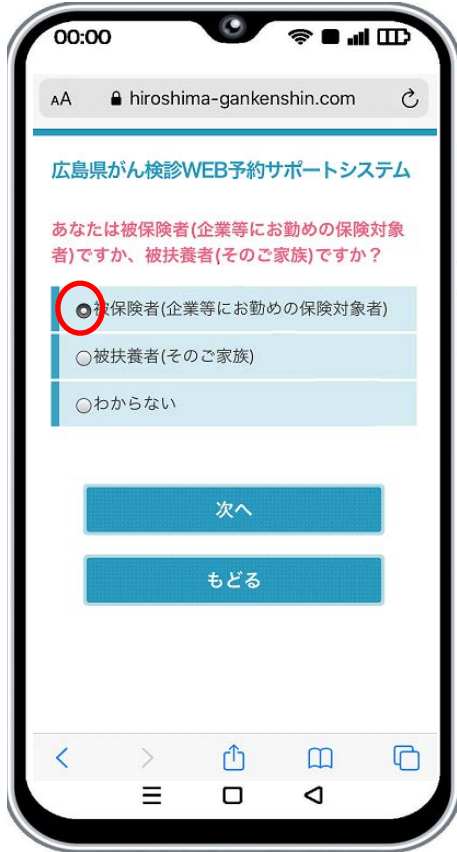 00:00
AA hiroshima-gankenshin.com
広島県がん検診WEB予約サポートシステム
あなたは被保険者(企業等にお勤めの保険対象
者)ですか、被扶養者(そのご家族)ですか？
被保険者(企業等にお勤めの保険対象者)
被扶養者(そのご家族)
わからない
次へ
もどる